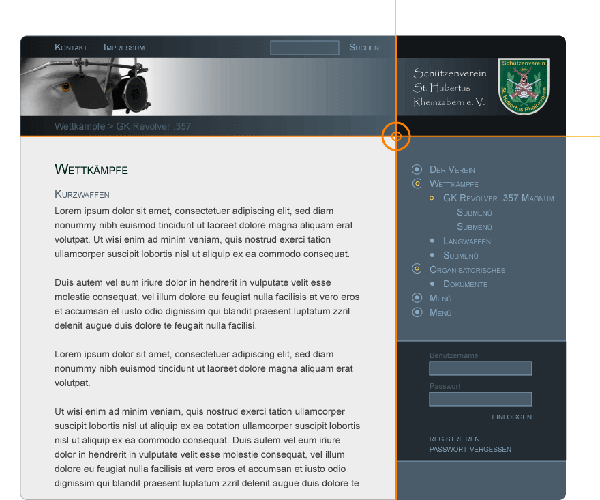 Kontakt Impressum Suchen
Schützenverein
St. Hubertus
Rheinzabern e. V.
Schützenverein
St. Hubertus Rheinzabern
Wettkämpfe > GK Revolver .357
Wettkämpfe
Kurzwaffen
Lorem ipsum dolor sit amet, consectetuer adipiscing elit, sed diam
nonummy nibh euismod tincidunt ut laoreet dolore magna aliquam erat
volutpat. Ut wisi enim ad minim veniam, quis nostrud exerci tation
ullamcorper suscipit lobortis nisl ut aliquip ex ea commodo consequat.
Duis autem vel eum iriure dolor in hendrerit in vulputate velit esse
molestie consequat, vel illum dolore eu feugiat nulla facilisis at vero eros
et accumsan et iusto odio dignissim qui blandit praesent luptatum zzril
delenit augue duis dolore te feugait nulla facilisi.
Lorem ipsum dolor sit amet, consectetuer adipiscing elit, sed diam
nonummy nibh euismod tincidunt ut laoreet dolore magna aliquam erat
volutpat.
Ut wisi enim ad minim veniam, quis nostrud exerci tation ullamcorper
suscipit lobortis nisl ut aliquip ex ea cotation ullamcorper suscipit lobortis
nisl ut aliquip ex ea commodo consequat. Duis autem vel eum iriure
dolor in hendrerit in vulputate velit esse molestie consequat, vel illum
dolore eu feugiat nulla facilisis at vero eros et accumsan et iusto odio
dignissim qui blandit praesent luptatum zzril delenit augue duis dolore te
Der Verein
Wettkämpfe
GK Revolver .357 Magnum
Submenü
Submenü
Langwaffen
Submenü
Organisatorisches
Dokumente
Menü
Menü
Benutzername
Passwort
Einloggen
Registrieren
Passwort vergessen